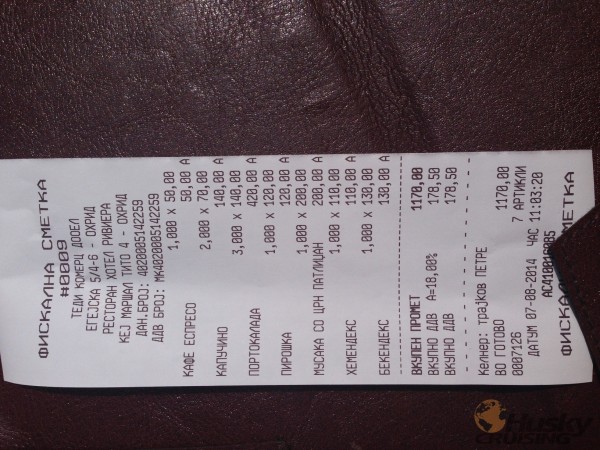 ФИСКАЛНА СМЕТКА
#0009
ТЕДИ КОМЕРЦ ДООЕЛ
ЕГЕЈСКА 5/4-6 - ОХРИД
РЕСТОРАН ХОТЕЛ РИВИЕРА
КЕЈ МАРШАЛ ТИТО 4 - ОХРИД
ДАН.БРОЈ: 4020005142259
ДДВ БРОЈ: МК4020005142259
1,000 X 50,00
КАФЕ ЕСПРЕСО 50,00 А
2,000 X 70,00
КАПУЧИНО 140,00 А
3,000 X 140,00
ПОРТОКАЛАДА 420,00 А
1,000 X 120,00
ПИРОШКА 120,00 А
1,000 X 200,00
МУСАКА СО ЦРН ПАТЛИЏАН 200,00 А
1,000 X 110,00
ХЕМЕНДЕКС 110,00 А
1,000 X 130,00
БЕКЕНДЕКС 130,00 А
ВКУПЕН ПРОМЕТ 1170,00
ВКУПНО ДДВ А=18,00% 178,50
ВКУПНО ДДВ 178,50
Келнер: трајков ПЕТРЕ
ВО ГОТОВО 1170,00
0007126 7 АРТИКЛИ
ДАТУМ 07-08-2014 ЧАС 11:03:20
ФИСКАЛ СМЕТКА
Husky
CRUISING